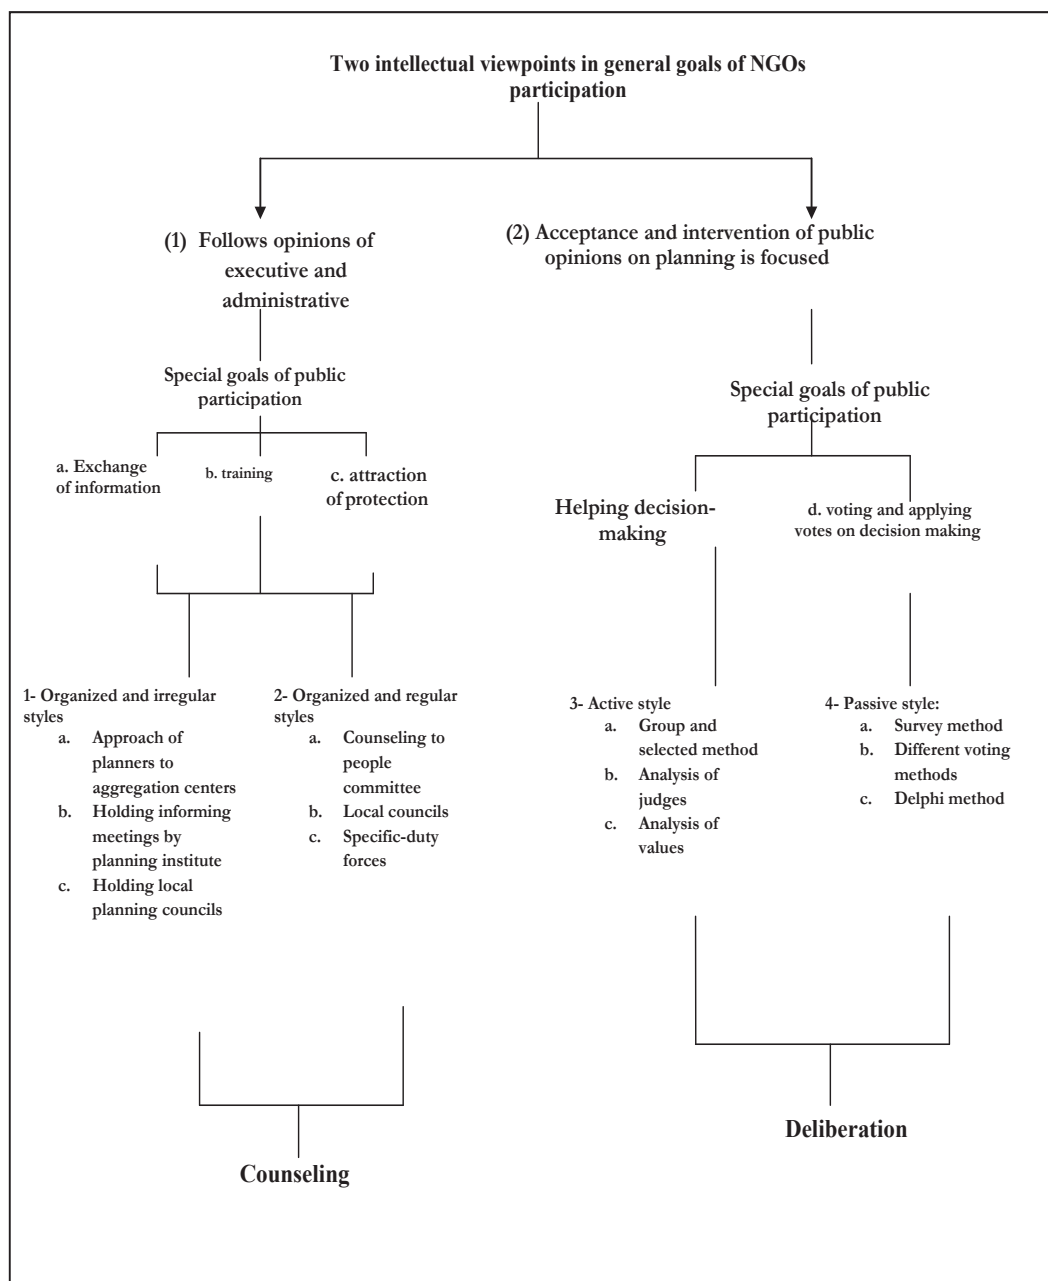 Two intellectual viewpoints in general goals of NGOs
participation
(1) Follows opinions of
executive and
administrative
(2) Acceptance and intervention of public
opinions on planning is focused
Special goals of public
participation
Special goals of public
participation
a. Exchange
of information
b. training
c. attraction
of protection
Helping decision-
making
d. voting and applying
votes on decision making
1- Organized and irregular
styles
a. Approach of
planners to
aggregation centers
b. Holding informing
meetings by
planning institute
c. Holding local
planning councils
2- Organized and regular
styles
a. Counseling to
people
committee
b. Local councils
c. Specific-duty
forces
3- Active style
a. Group and
selected method
b. Analysis of
judges
c. Analysis of
values
4- Passive style:
a. Survey method
b. Different voting
methods
c. Delphi method
Counseling
Deliberation